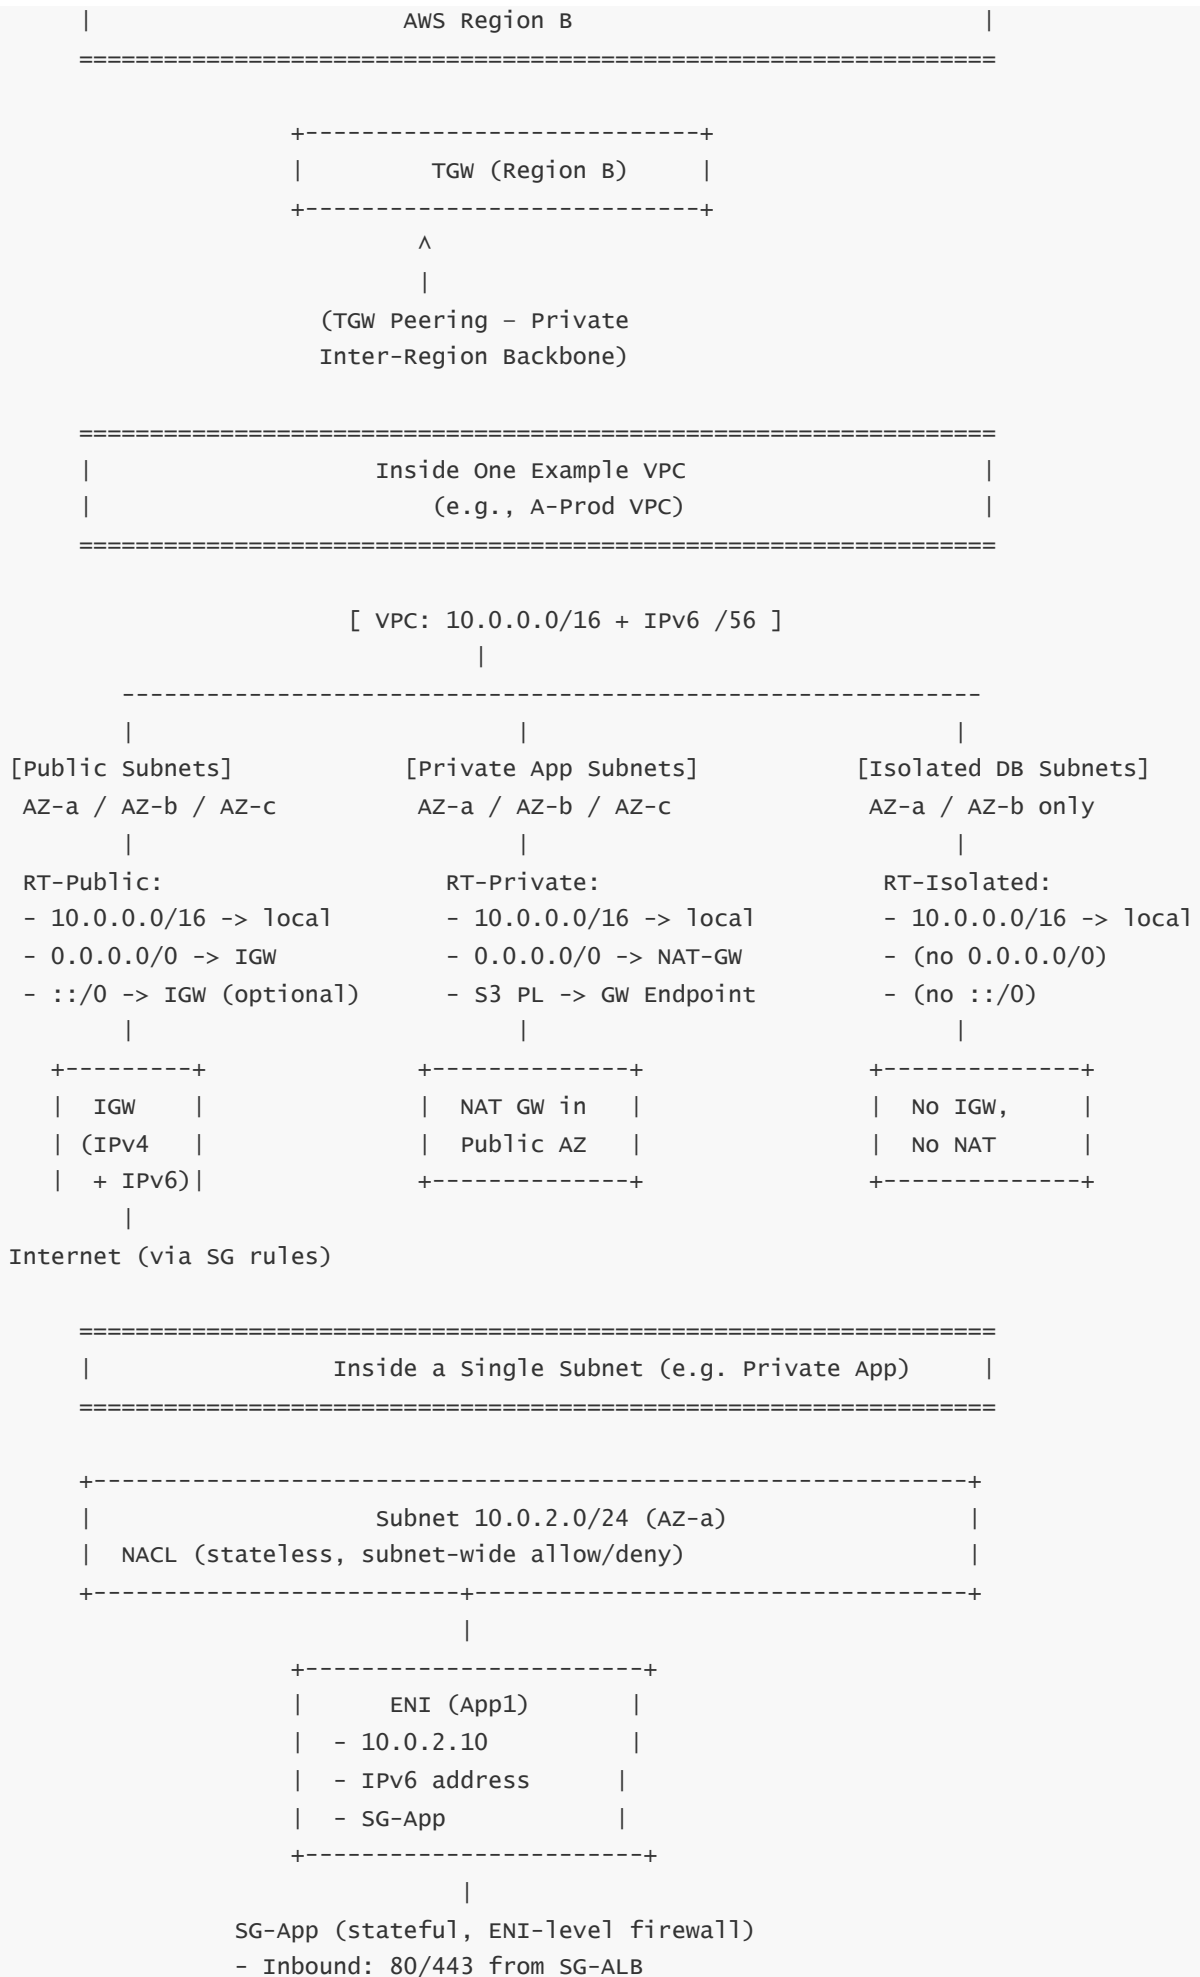 |                      AWS Region B                             |
=================================================================
+----------------------------+
|         TGW (Region B)     |
+----------------------------+
^
|
(TGW Peering – Private
Inter-Region Backbone)
=================================================================
|                    Inside One Example VPC                     |
|                        (e.g., A-Prod VPC)                     |
=================================================================
[ VPC: 10.0.0.0/16 + IPv6 /56 ]
|
-------------------------------------------------------------
|                            |                              |
[Public Subnets]            [Private App Subnets]           [Isolated DB Subnets]
AZ-a / AZ-b / AZ-c          AZ-a / AZ-b / AZ-c              AZ-a / AZ-b only
|                            |                              |
RT-Public:                    RT-Private:                    RT-Isolated:
- 10.0.0.0/16 -> local        - 10.0.0.0/16 -> local         - 10.0.0.0/16 -> local
- 0.0.0.0/0 -> IGW            - 0.0.0.0/0 -> NAT-GW          - (no 0.0.0.0/0)
- ::/0 -> IGW (optional)      - S3 PL -> GW Endpoint         - (no ::/0)
|                            |                              |
+---------+               +--------------+                +--------------+
|  IGW    |               |  NAT GW in   |                |  No IGW,     |
| (IPv4   |               |  Public AZ   |                |  No NAT      |
|  + IPv6)|               +--------------+                +--------------+
|
Internet (via SG rules)
=================================================================
|                 Inside a Single Subnet (e.g. Private App)     |
=================================================================
+--------------------------------------------------------------+
|                    Subnet 10.0.2.0/24 (AZ-a)                 |
|  NACL (stateless, subnet-wide allow/deny)                    |
+--------------------------+-----------------------------------+
|
+------------------------+
|      ENI (App1)       |
|  - 10.0.2.10          |
|  - IPv6 address      |
|  - SG-App            |
+------------------------+
|
SG-App (stateful, ENI-level firewall)
- Inbound: 80/443 from SG-ALB